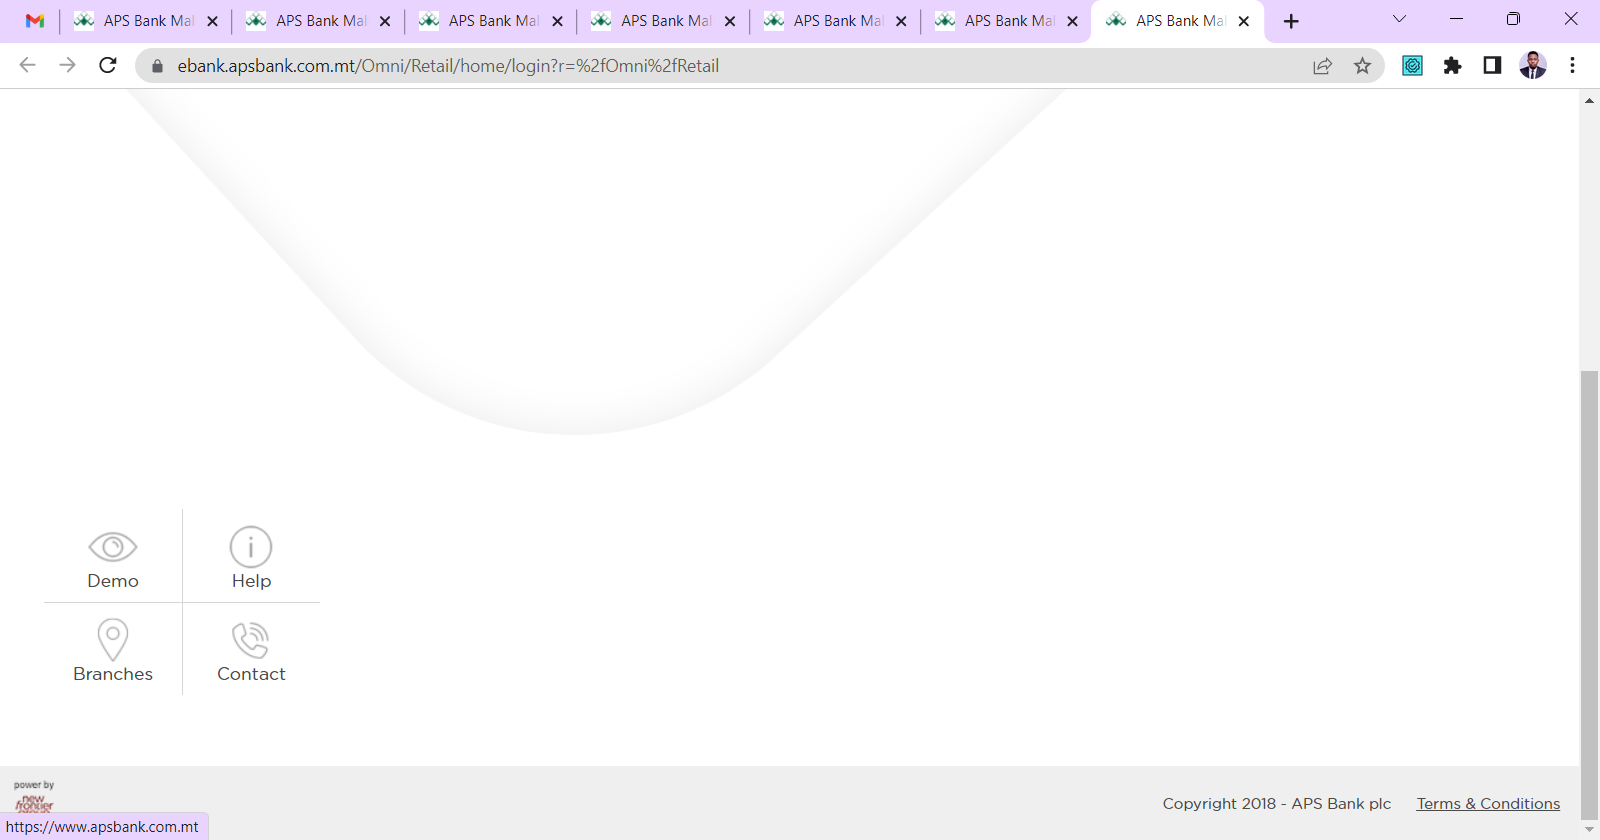 APS Bank Mal
APS Bank Mal
APS Bank Mal
APS Bank Mal
APS Bank Mal
APS Bank Mal
APS Bank Mal
ebank.apsbank.com.mt/Omni/Retail/home/login?r=%2fOmni%2fRetail
Demo
Help
Branches
Contact
power by
new
frontier
Copyright 2018 - APS Bank plc
Terms & Conditions
https://www.apsbank.com.mt